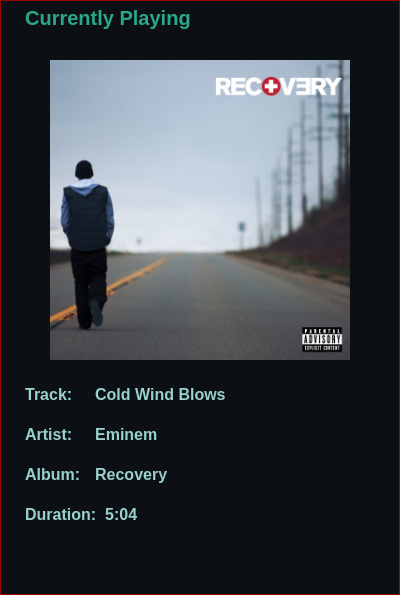 Currently Playing
RECOVERY
PARENTAL
ADVISORY
EXPLICIT CONTENT
Track: Cold Wind Blows
Artist: Eminem
Album: Recovery
Duration: 5:04